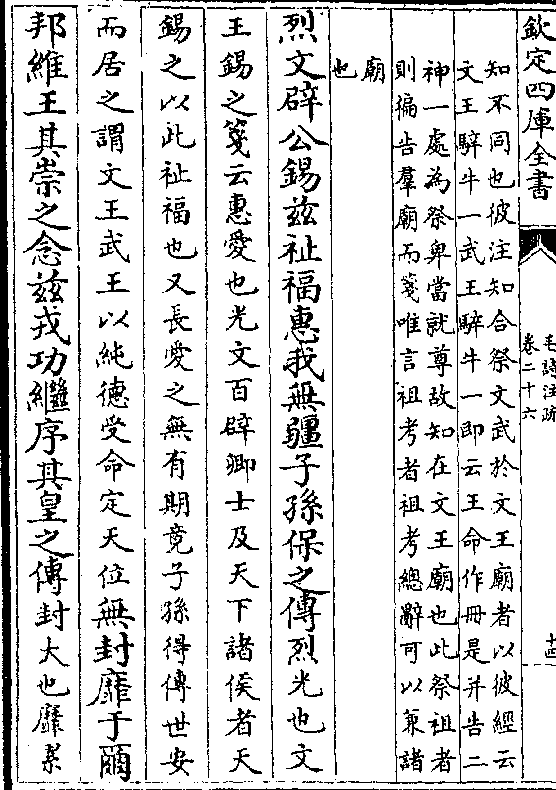 欽定四庫全書
毛詩注疏
卷二十六
十四
知不同也彼注知合祭文武於文王廟者以彼經云
文王騂牛一武王騂牛一即云王命作冊是并告二
神一處為祭卑當就尊故知在文王廟也此祭祖考
則徧告羣廟而箋唯言祖考者祖考總辭可以兼諸
廟
也
烈文辟公錫兹祉福惠我無疆子孫保之傳烈光也文
王錫之箋云惠愛也光文百辟卿士及天下諸侯者天
錫之以此祉福也又長愛之無有期竟子孫得傳世安
而居之謂文王武王以純德受命定天位無封靡于爾
邦維王其崇之念兹戎功繼序其皇之傳封大也靡累